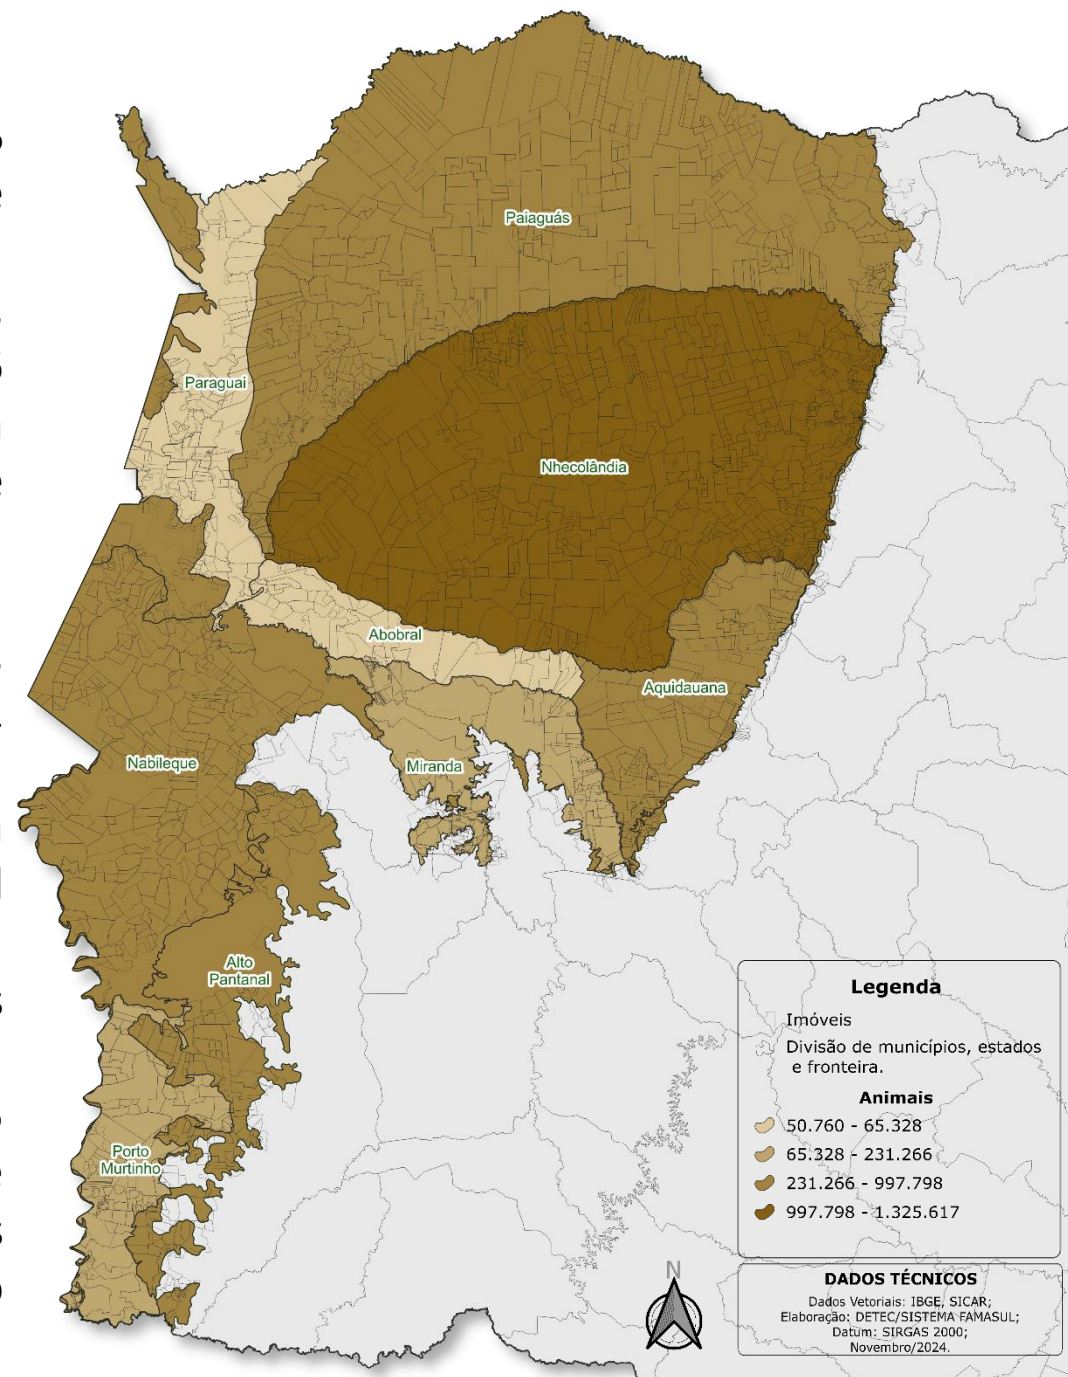 Paiaguás
Paraguai
Nhecolândia
Abobral
Aquidauana
Nabileque
Miranda
Alto
Pantanal
Porto
Murtinho
Legenda
Imóveis
Divisão de municípios, estados
e fronteira.
Animais
50.760 - 65.328
65.328 - 231.266
231.266 - 997.798
997.798 - 1.325.617
N
DADOS TÉCNICOS
Dados Vetoriais: IBGE, SICAR;
Elaboração: DETEC/SISTEMA FAMASUL;
Datum: SIRGAS 2000;
Novembro/2024.